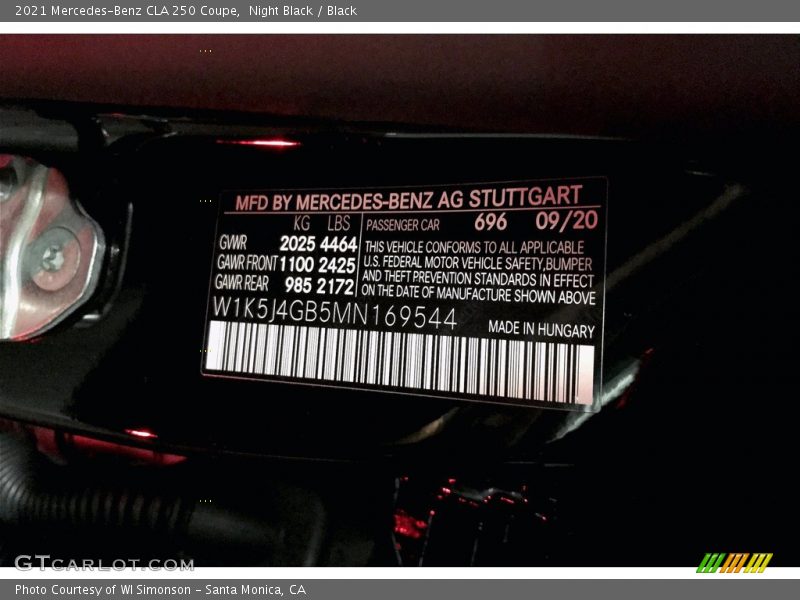 2021 Mercedes-Benz CLA 250 Coupe,  Night Black / Black
MFD BY MERCEDES-BENZ AG STUTTGART
KG LBS PASSENGER CAR 696 09/20
GWR 2025 4464 THIS VEHICLE CONFORMS TO ALL APPLICABLE
GAWR FRONT 1100 2425 U.S. FEDERAL MOTOR VEHICLE SAFETY,BUMPER
GAWR REAR 985 2172 AND THEFT PREVENTION STANDARDS IN EFFECT
ON THE DATE OF MANUFACTURE SHOWN ABOVE
W1K5J4GB5MN169544 MADE IN HUNGARY
GTCARLOT.COM
Photo Courtesy of WI Simonson - Santa Monica, CA